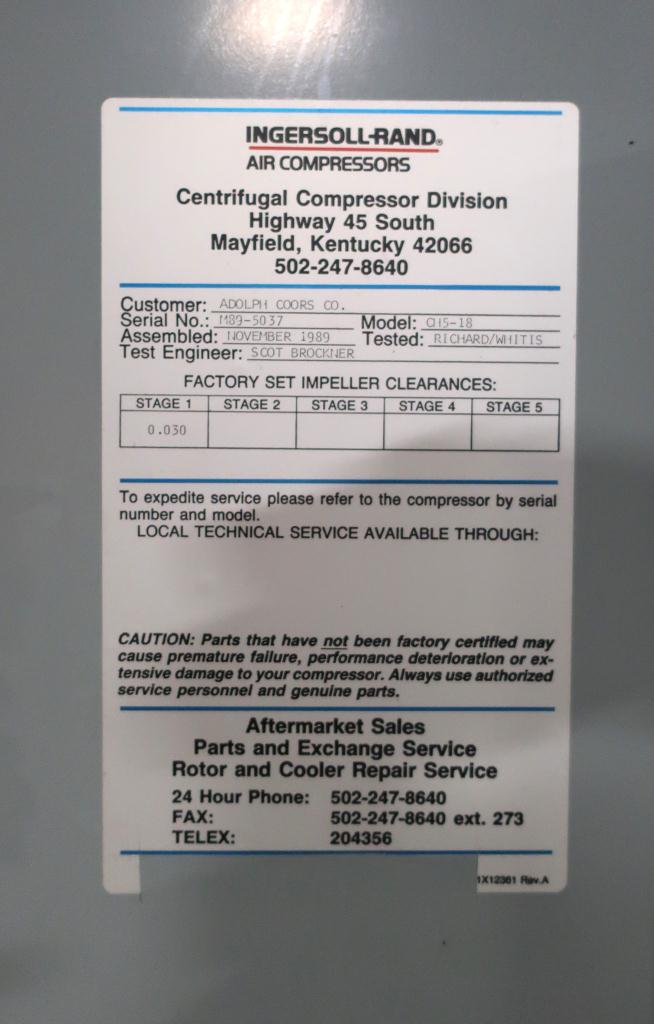 INGERSOLL-RAND®
AIR COMPRESSORS
Centrifugal Compressor Division
Highway 45 South
Mayfield, Kentucky 42066
502-247-8640
Customer: ADOLPH COORS CO.
Serial No.: M89-5037 Model: CH5-18
Assembled: NOVEMBER 1989 Tested: RICHARD/WHITIS
Test Engineer: SCOT BROCKNER
FACTORY SET IMPELLER CLEARANCES:
STAGE 1 STAGE 2 STAGE 3 STAGE 4 STAGE 5
0.030
To expedite service please refer to the compressor by serial
number and model.
LOCAL TECHNICAL SERVICE AVAILABLE THROUGH:
CAUTION: Parts that have not been factory certified may
cause premature failure, performance deterioration or ex-
tensive damage to your compressor. Always use authorized
service personnel and genuine parts.
Aftermarket Sales
Parts and Exchange Service
Rotor and Cooler Repair Service
24 Hour Phone: 502-247-8640
FAX: 502-247-8640 ext. 273
TELEX: 204356
1X12361 Rev.A